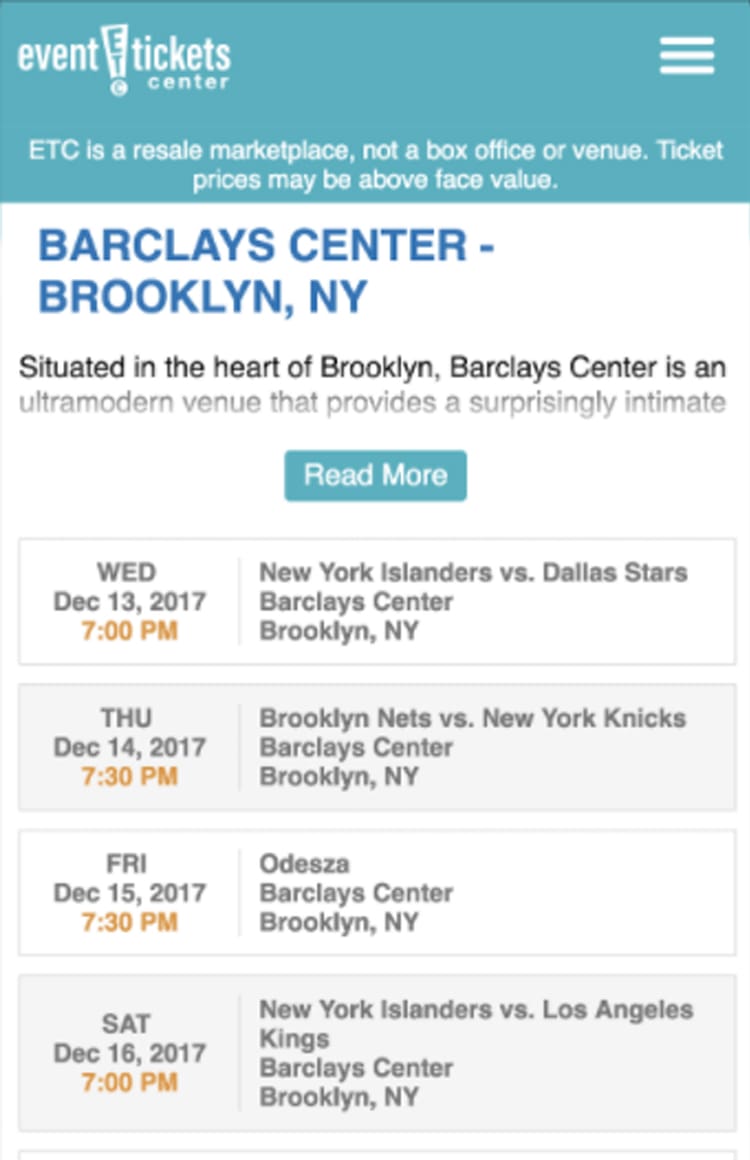 event tickets
center
ETC is a resale marketplace, not a box office or venue. Ticket
prices may be above face value.
BARCLAYS CENTER -
BROOKLYN, NY
Situated in the heart of Brooklyn, Barclays Center is an
ultramodern venue that provides a surprisingly intimate
Read More
WED
Dec 13, 2017
7:00 PM
New York Islanders vs. Dallas Stars
Barclays Center
Brooklyn, NY
THU
Dec 14, 2017
7:30 PM
Brooklyn Nets vs. New York Knicks
Barclays Center
Brooklyn, NY
FRI
Dec 15, 2017
7:30 PM
Odesza
Barclays Center
Brooklyn, NY
SAT
Dec 16, 2017
7:00 PM
New York Islanders vs. Los Angeles
Kings
Barclays Center
Brooklyn, NY